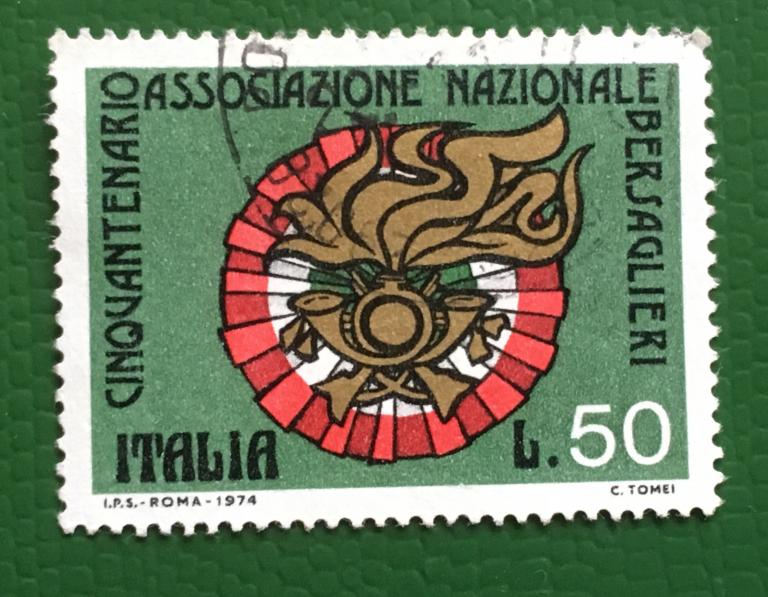 CINQUANTENARIO
ASSOCIAZIONE NAZIONALE
BERSAGLIERI
ITALIA
L.50
I.P.S.-ROMA-1974
C. TOMEI